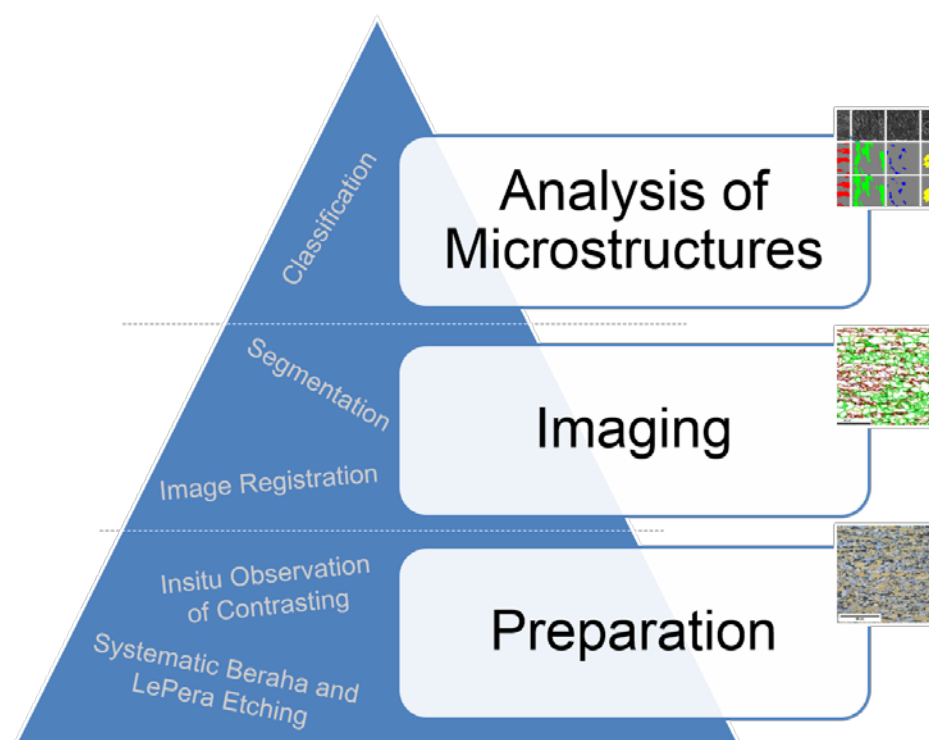 Classification
Analysis of
Microstructures
Segmentation
Imaging
Image Registration
Insitu Observation
of Contrasting
Preparation
Systematic Beraha and
LePera Etching